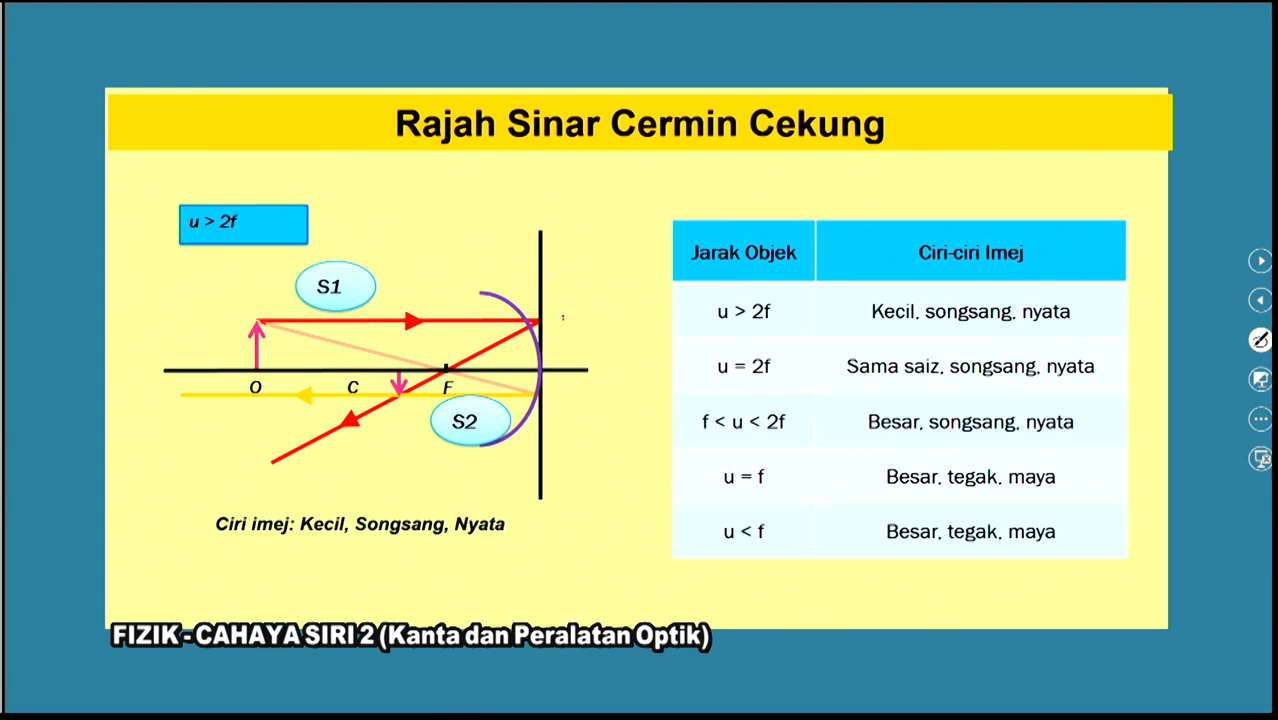 Rajah Sinar Cermin Cekung
u > 2f
S1
O
C
F
S2
Ciri imej: Kecil, Songsang, Nyata
Jarak Objek Ciri-ciri Imej
u > 2f Kecil, songsang, nyata
u = 2f Sama saiz, songsang, nyata
f < u < 2f Besar, songsang, nyata
u = f Besar, tegak, maya
u < f Besar, tegak, maya
FIZIK - CAHAYA SIRI 2 (Kanta dan Peralatan Optik)